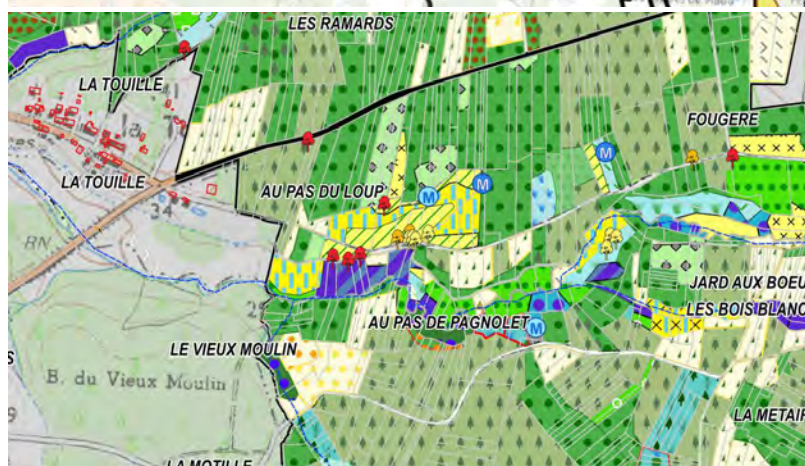 LES RAMARDS
LA TOUILLE
FOUGERE
LA TOUILLE
AU PAS DU LOUP
M
M
M
34
RN
JARD AUX BOEU
LES BOIS BLANC
AU PAS DE PAGNOLET
M
LE VIEUX MOULIN
B. du Vieux Moulin
LA METAIR
LA MOTILLE